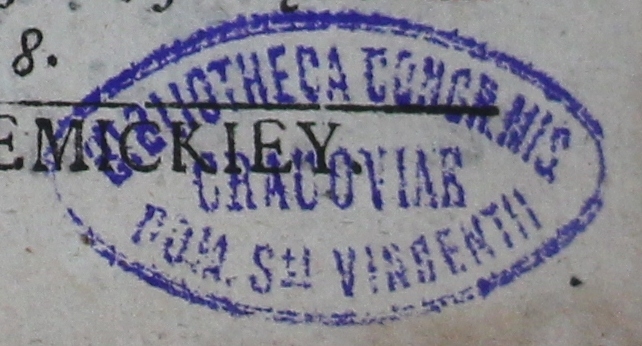 8.
EMICKIEY.
BIBLIOTHECA CONGR. MIS
CRACOVIAE
DOM. Sti VINCENTII